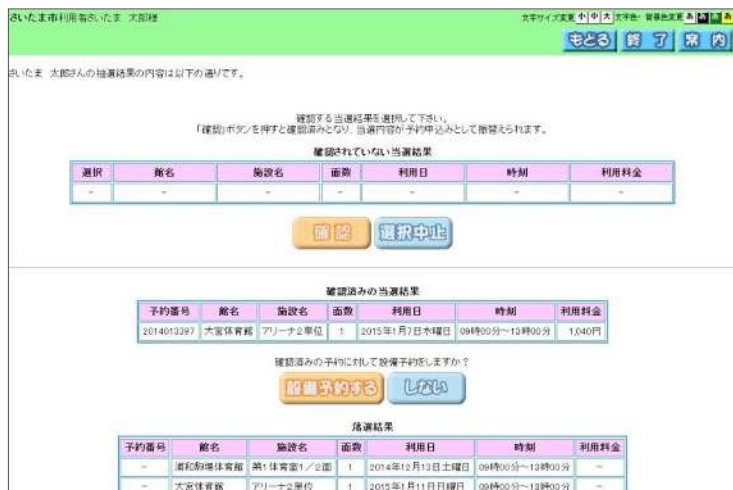 さいたま市利用者さいたま 太郎様
文字サイズ変更 小 中 大 文字色・背景色変更 あ あ あ あ
もどる 終了 案内
さいたま 太郎さんの抽選結果の内容は以下の通りです。
確認する当選結果を選択して下さい。
「確認」ボタンを押すと確認済みとなり、当選内容が予約申込みとして振替えられます。
確認されていない当選結果
選択 館名 施設名 面数 利用日 時刻 利用料金
- - - - - - -
確認 選択中止
確認済みの当選結果
予約番号 館名 施設名 面数 利用日 時刻 利用料金
2014013397 大宮体育館 アリーナ2単位 1 2015年1月7日水曜日 09時00分~13時00分 1,040円
確認済みの予約に対して設備予約をしますか?
設備予約する しない
落選結果
予約番号 館名 施設名 面数 利用日 時刻 利用料金
- 浦和駒場体育館 第1体育室1/2面 1 2014年12月13日土曜日 09時00分~13時00分 -
- 大宮体育館 アリーナ2単位 1 2015年1月11日日曜日 09時00分~13時00分 -